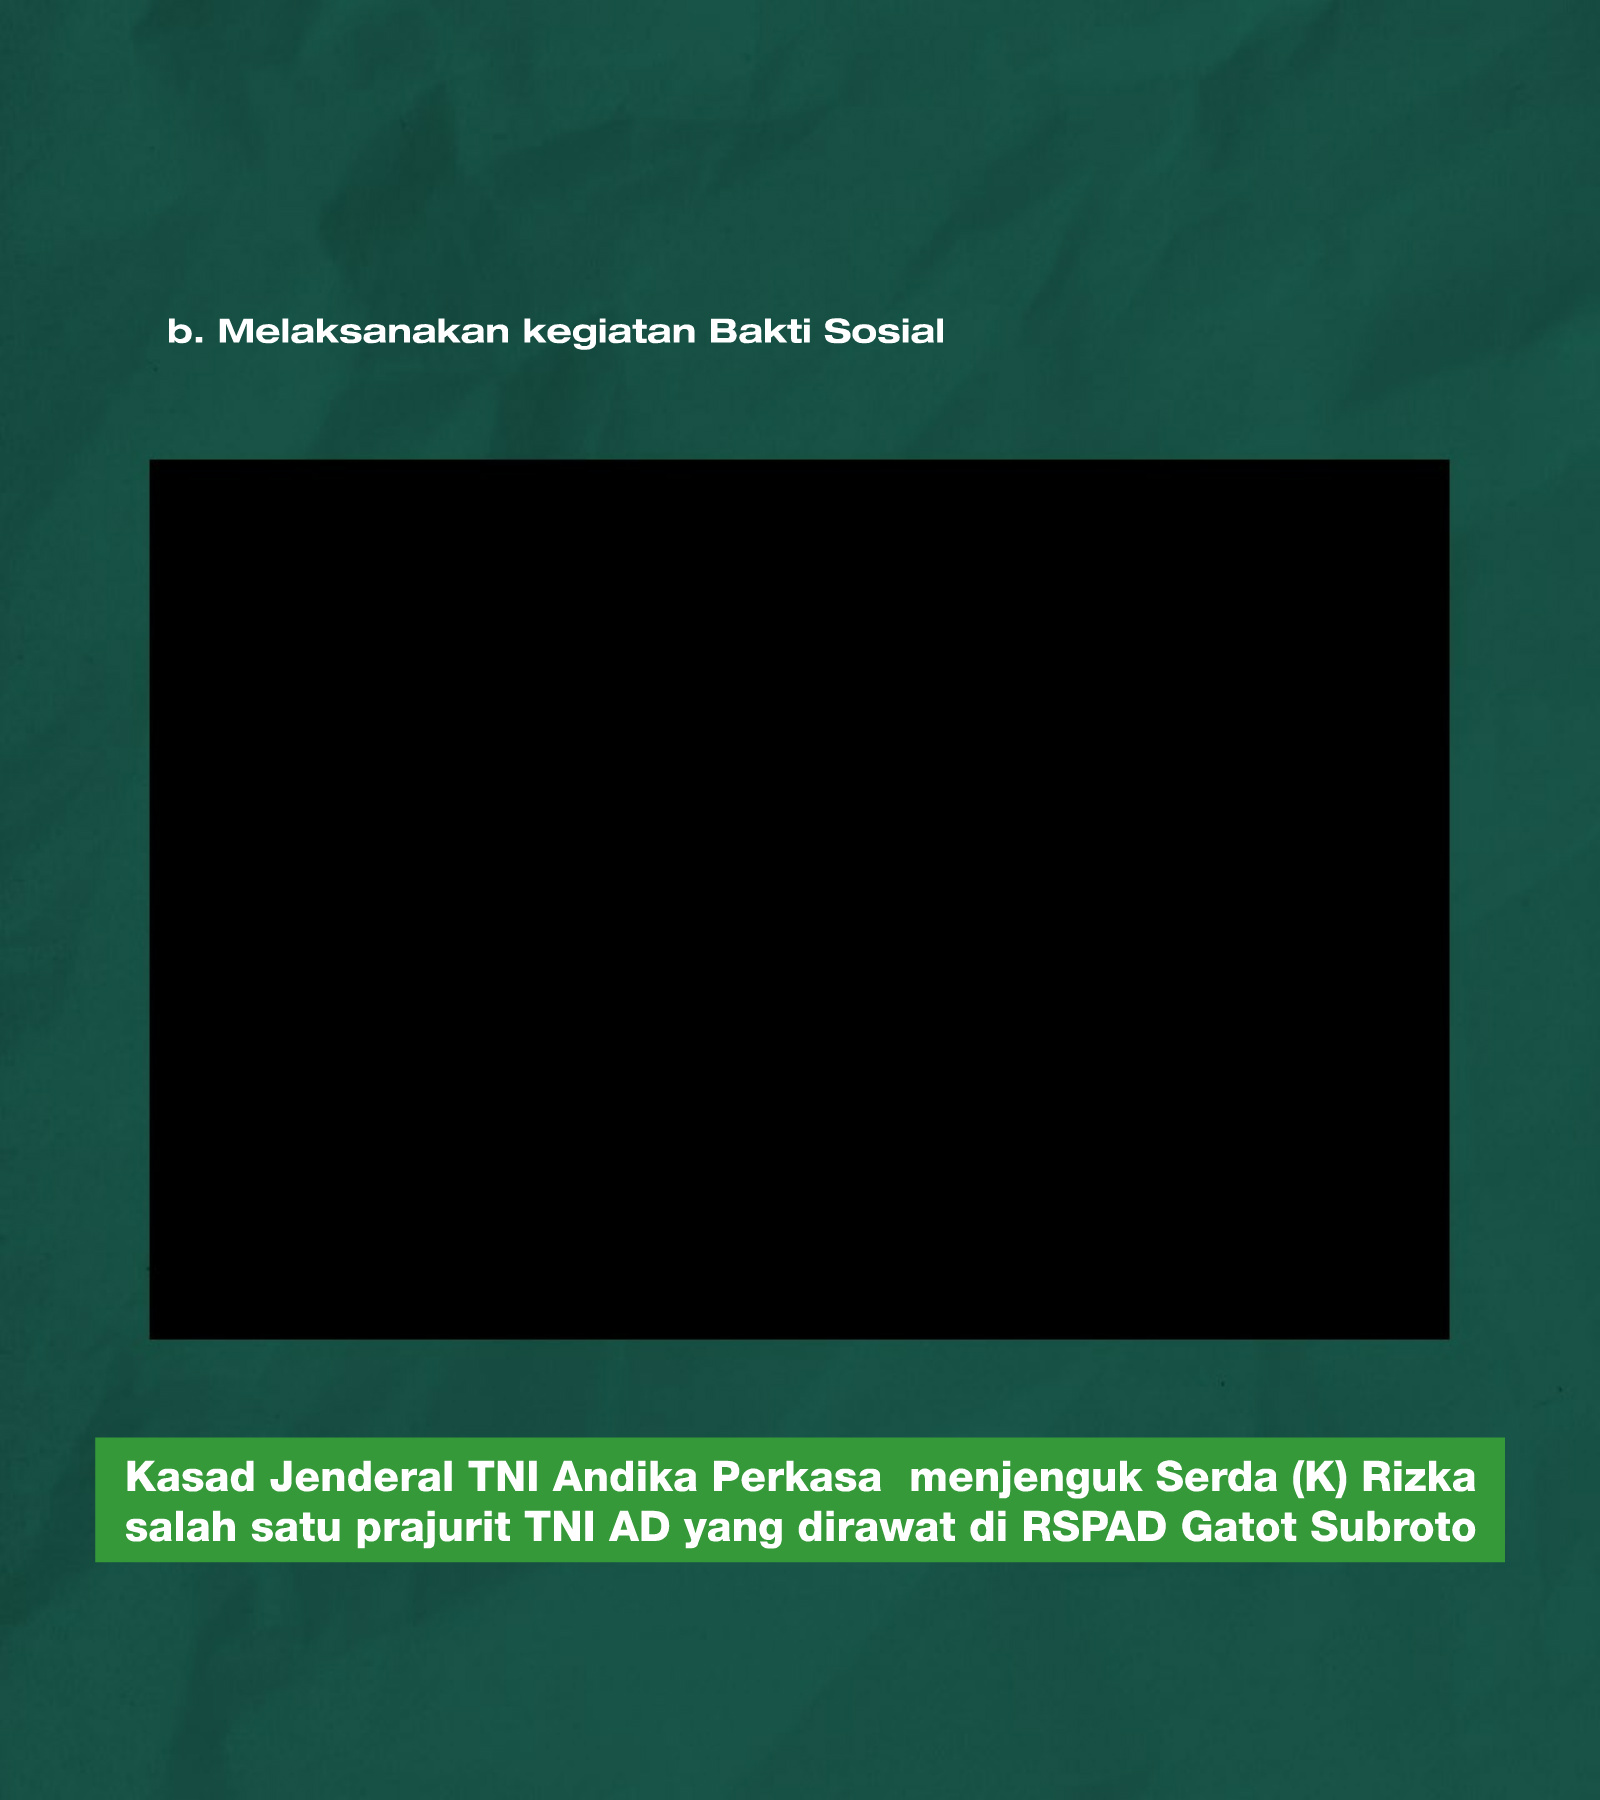 b. Melaksanakan kegiatan Bakti Sosial
Kasad Jenderal TNI Andika Perkasa  menjenguk Serda (K) Rizka
salah satu prajurit TNI AD yang dirawat di RSPAD Gatot Subroto